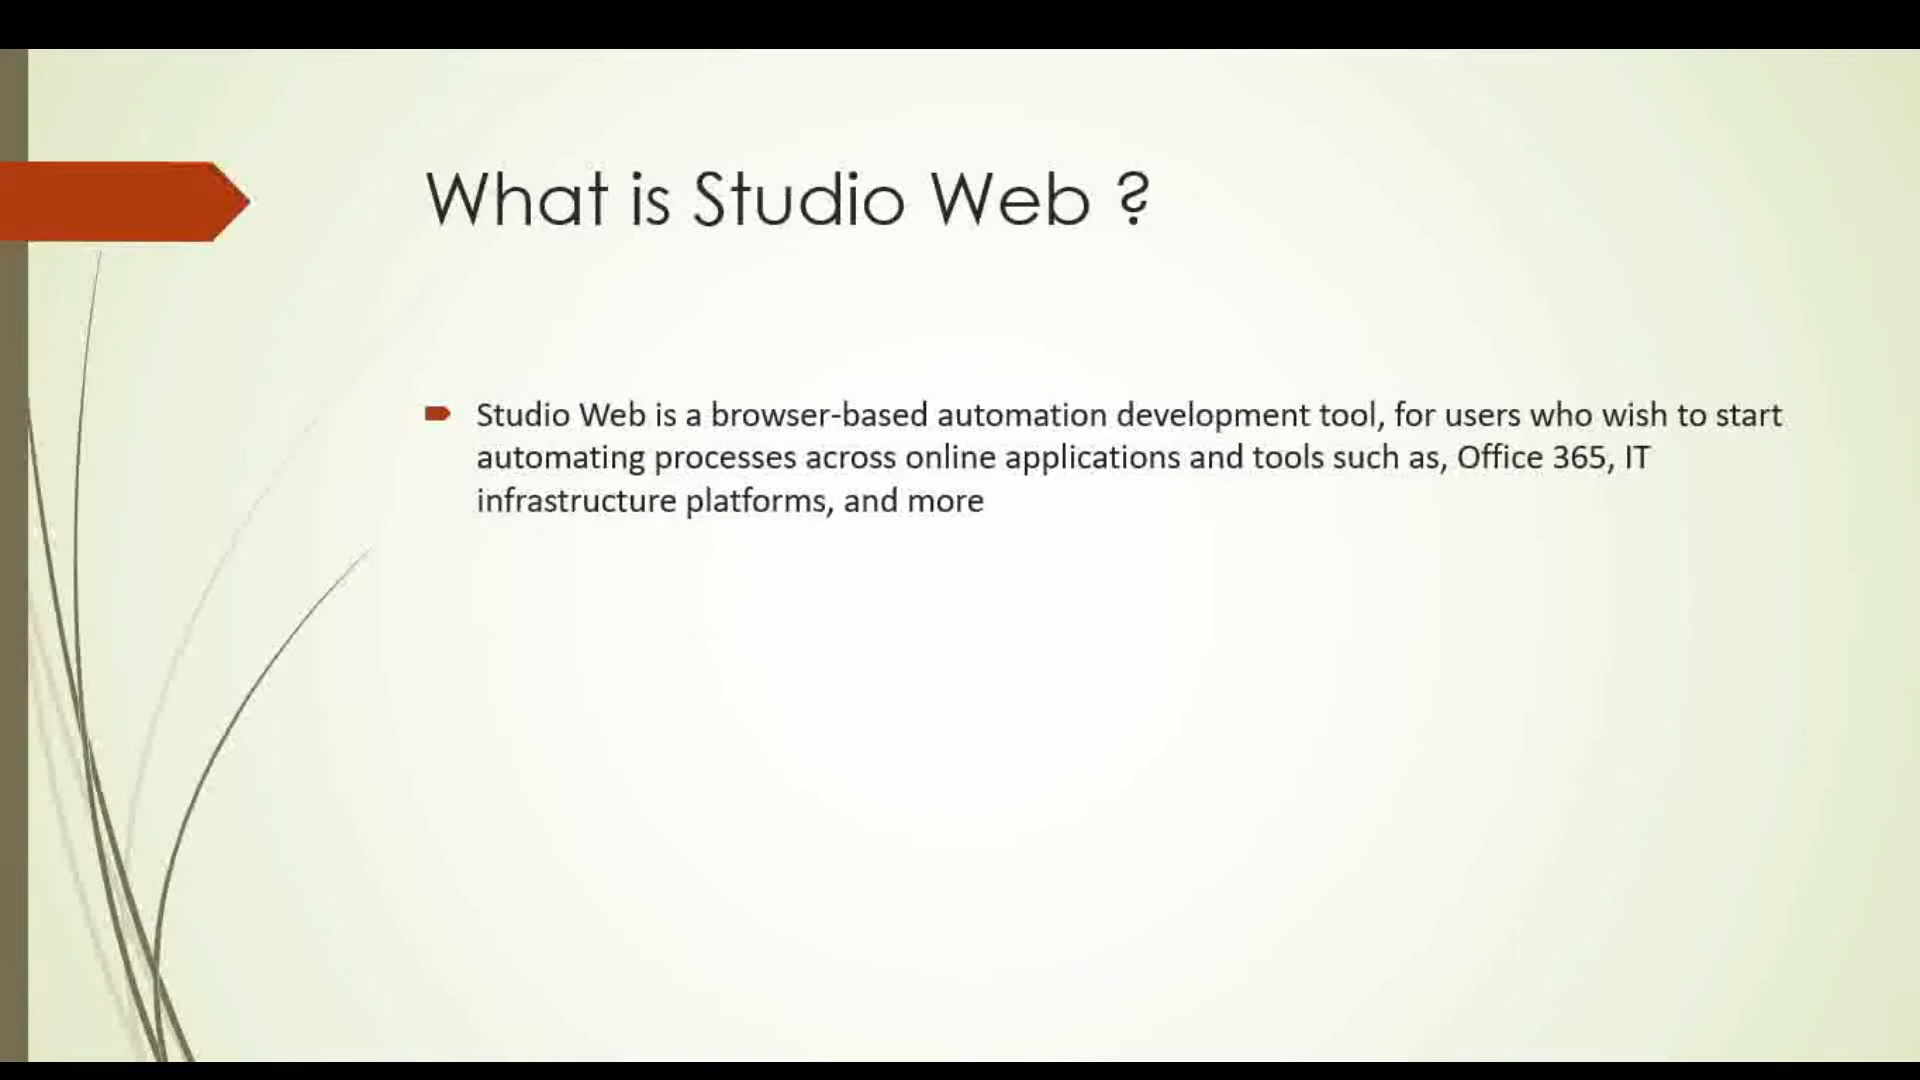 What is Studio Web ?
Studio Web is a browser-based automation development tool, for users who wish to start
automating processes across online applications and tools such as, Office 365, IT
infrastructure platforms, and more